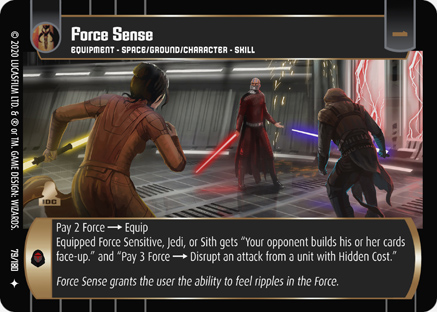 Force Sense
EQUIPMENT - SPACE/GROUND/CHARACTER - SKILL
© 2020 LUCASFILM LTD. & ® OR TM. GAME DESIGN: WIZARDS.
79/180
IDC
Pay 2 Force → Equip
Equipped Force Sensitive, Jedi, or Sith gets “Your opponent builds his or her cards
face-up.” and “Pay 3 Force → Disrupt an attack from a unit with Hidden Cost.”
Force Sense grants the user the ability to feel ripples in the Force.